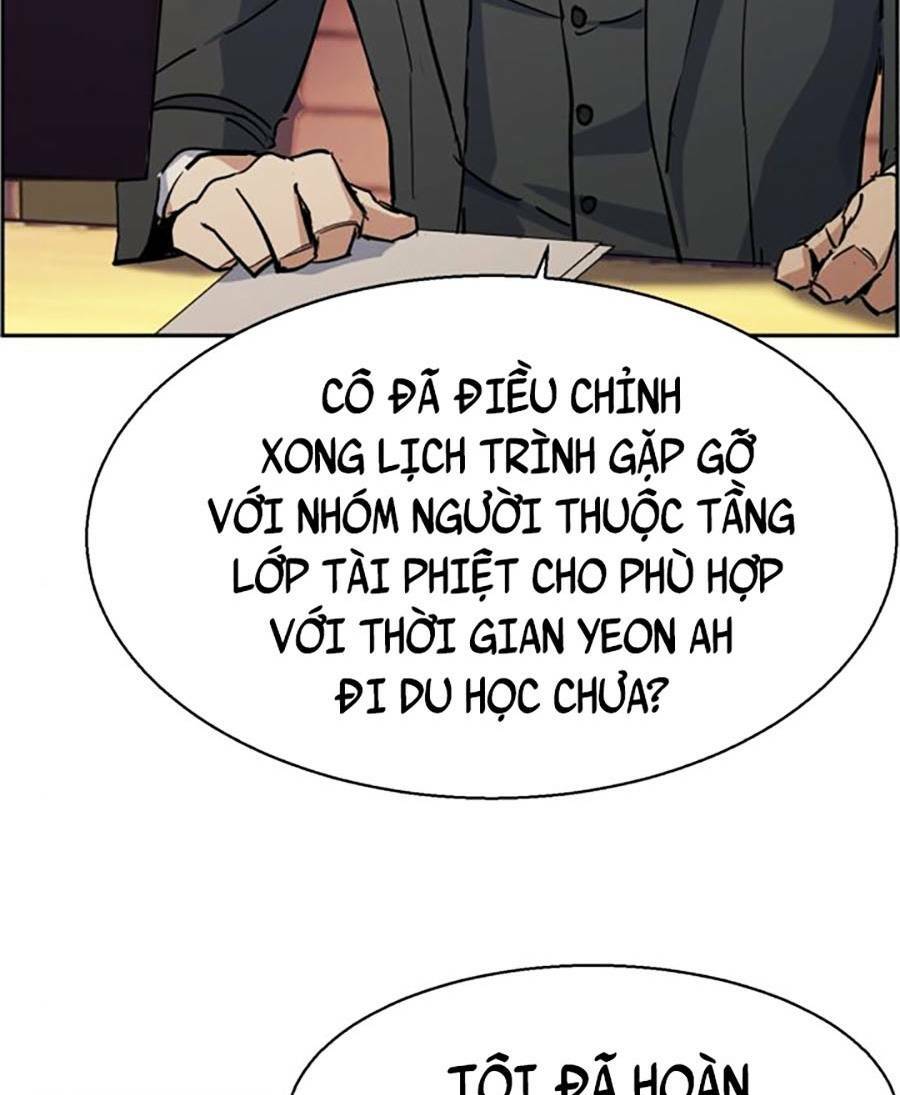 CÔ ĐÃ ĐIỀU CHỈNH
XONG LỊCH TRÌNH GẶP GỠ
VỚI NHÓM NGƯỜI THUỘC TẦNG
LỚP TÀI PHIỆT CHO PHÙ HỢP
VỚI THỜI GIAN YEON AH
ĐI DU HỌC CHƯA?
TÔI ĐÃ HOÀN